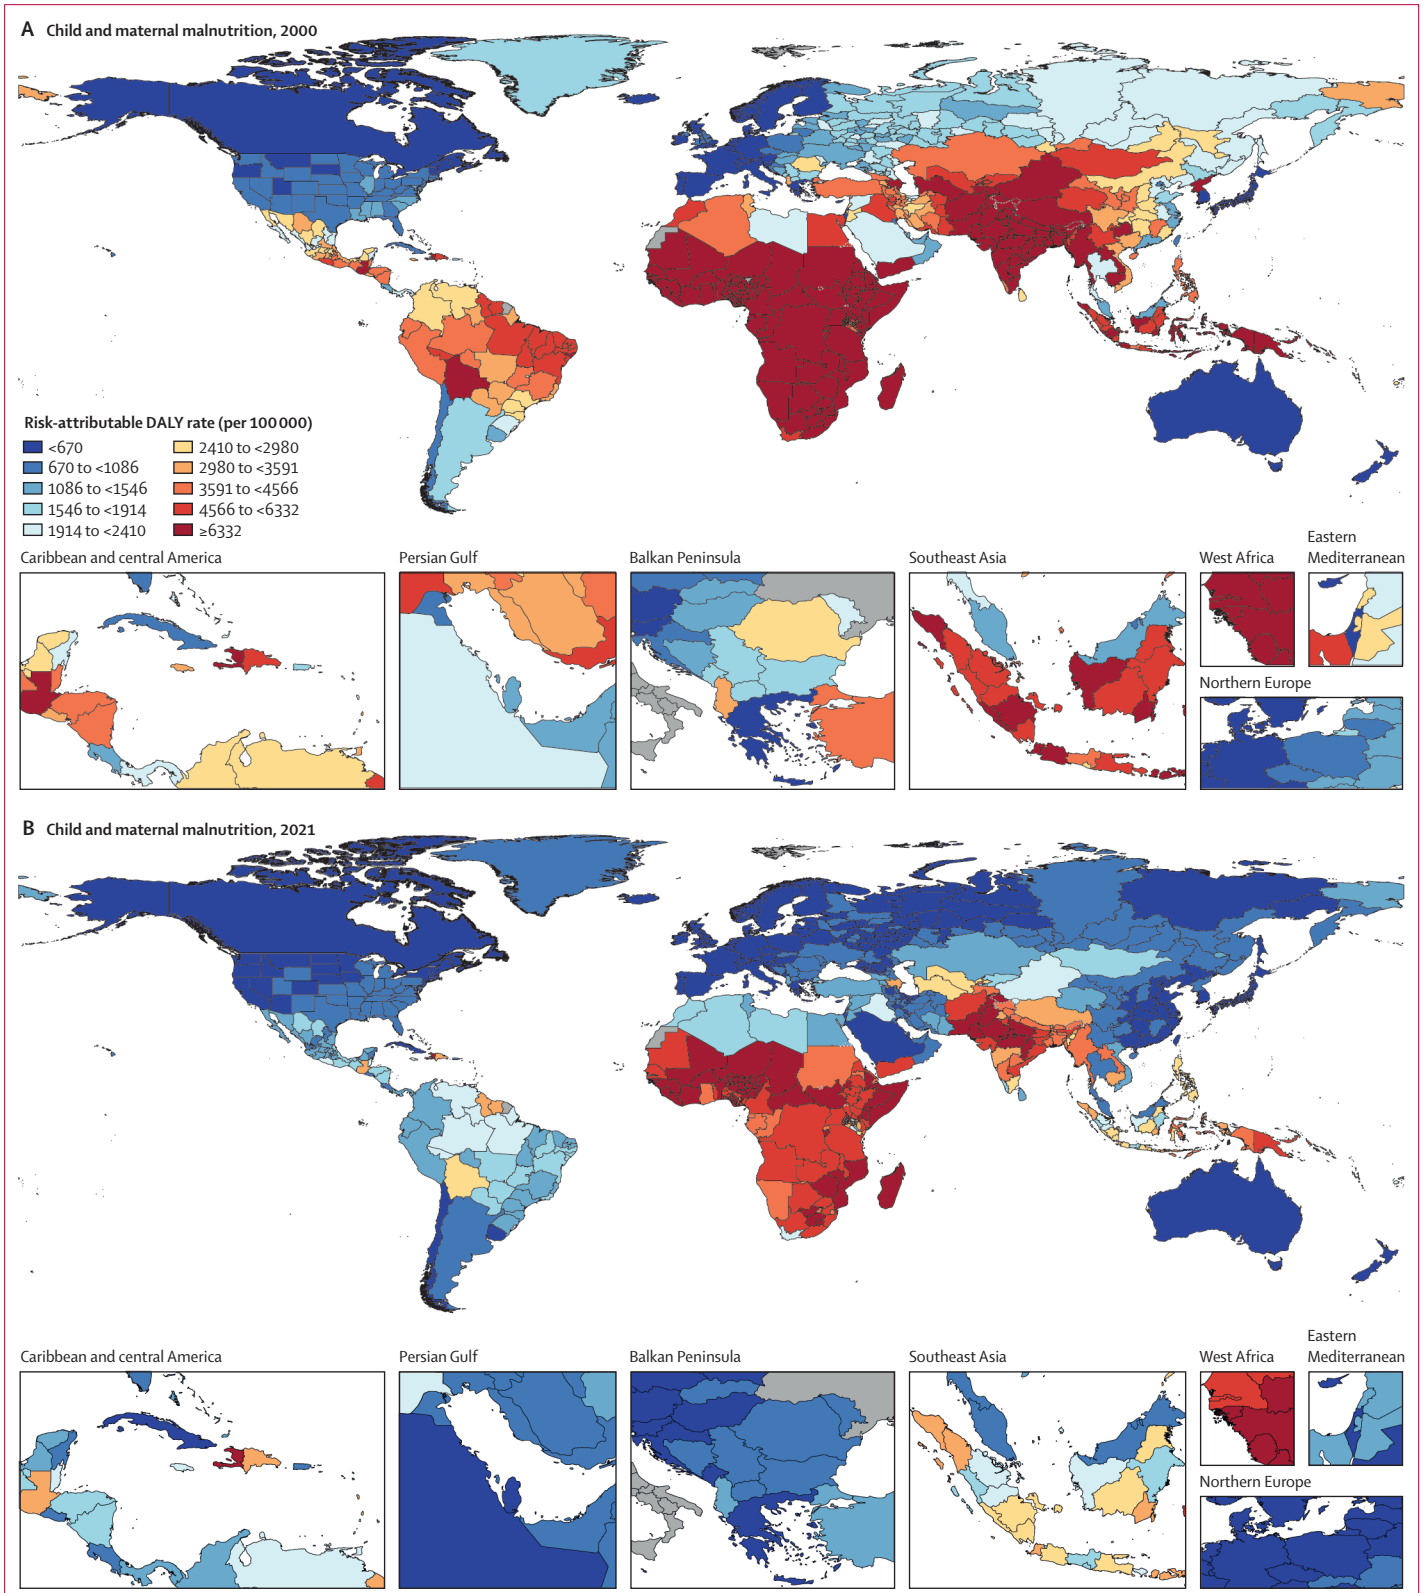 A Child and maternal malnutrition, 2000
Risk-attributable DALY rate (per 100 000)
<670
670 to <1086
1086 to <1546
1546 to <1914
1914 to <2410
2410 to <2980
2980 to <3591
3591 to <4566
4566 to <6332
≥6332
Caribbean and central America
Persian Gulf
Balkan Peninsula
Southeast Asia
West Africa
Eastern
Mediterranean
Northern Europe
B Child and maternal malnutrition, 2021
Caribbean and central America
Persian Gulf
Balkan Peninsula
Southeast Asia
West Africa
Eastern
Mediterranean
Northern Europe